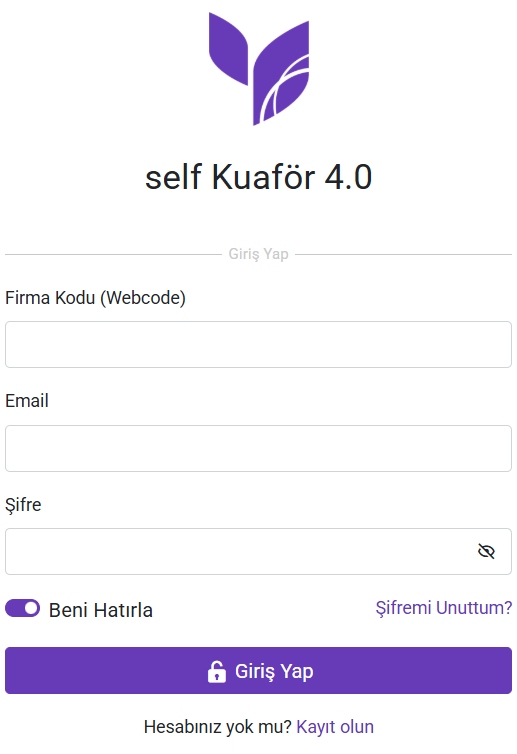 self Kuaför 4.0
Giriş Yap
Firma Kodu (Webcode)
Email
Şifre
Beni Hatırla Şifremi Unuttum?
Giriş Yap
Hesabınız yok mu? Kayıt olun